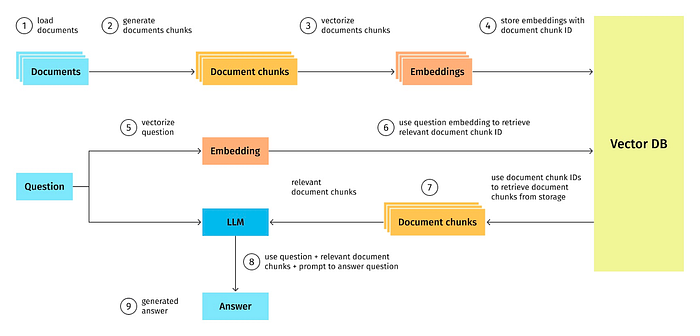 1
load
documents
2
generate
documents chunks
3
vectorize
documents chunks
4
store embeddings with
document chunk ID
Documents
Document chunks
Embeddings
Vector DB
5
vectorize
question
6
use question embedding to retrieve
relevant document chunk ID
Embedding
Question
relevant
document chunks
7
use document chunk IDs
to retrieve document
chunks from storage
LLM
Document chunks
8
use question + relevant document
chunks + prompt to answer question
9
generated
answer
Answer